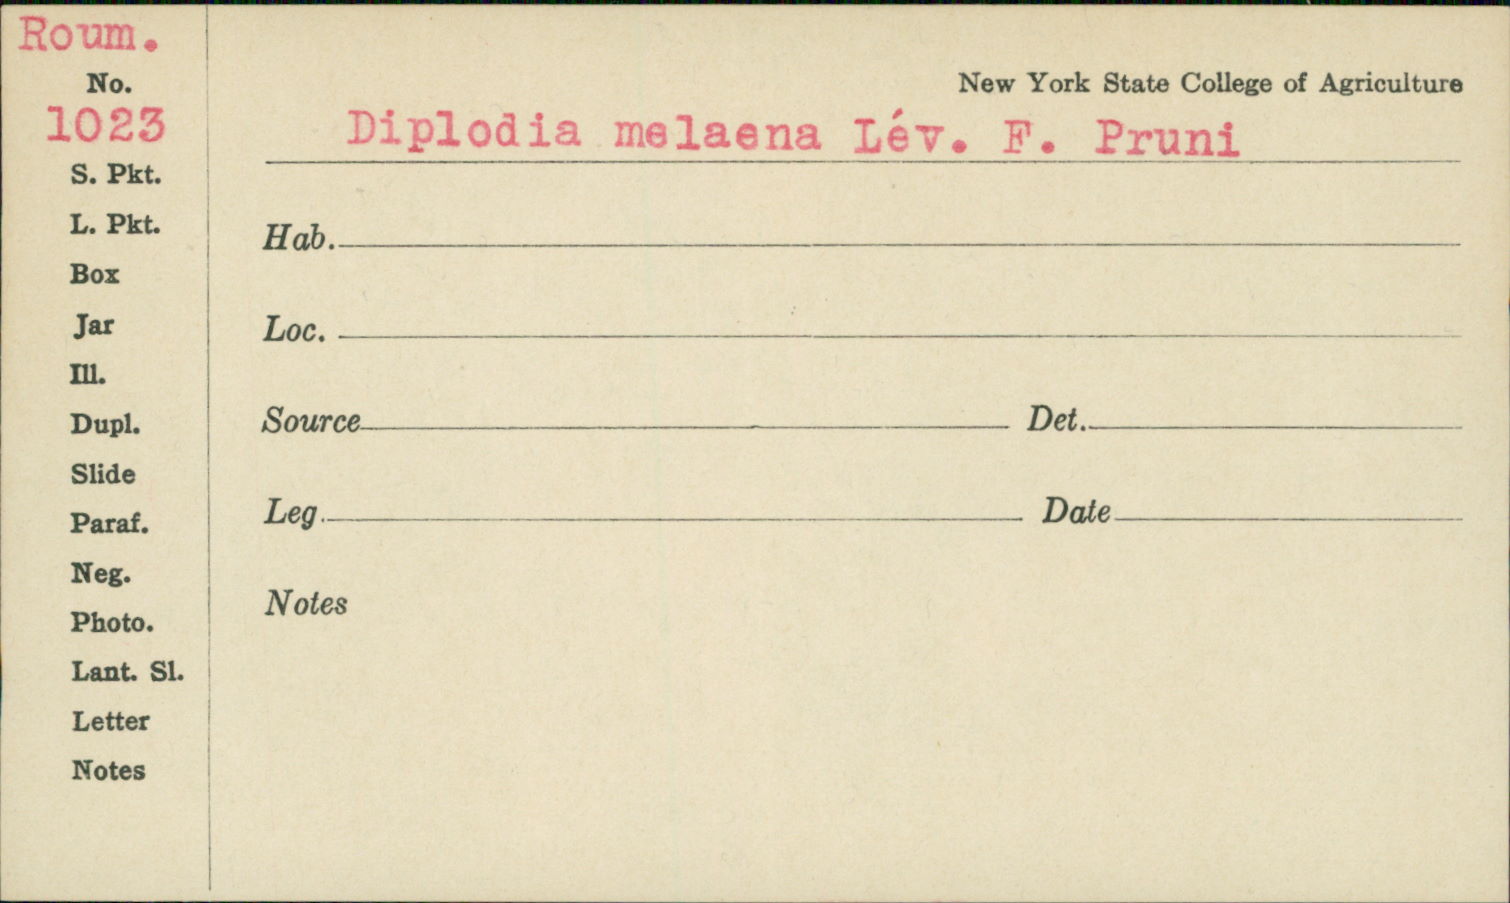 Roum.
No.
1023
S. Pkt.
L. Pkt.
Box
Jar
Ill.
Dupl.
Slide
Paraf.
Neg.
Photo.
Lant. Sl.
Letter
Notes
New York State College of Agriculture
Diplodia melaena Lév. F. Pruni
Hab.
Loc.
Source Det.
Leg. Date
Notes